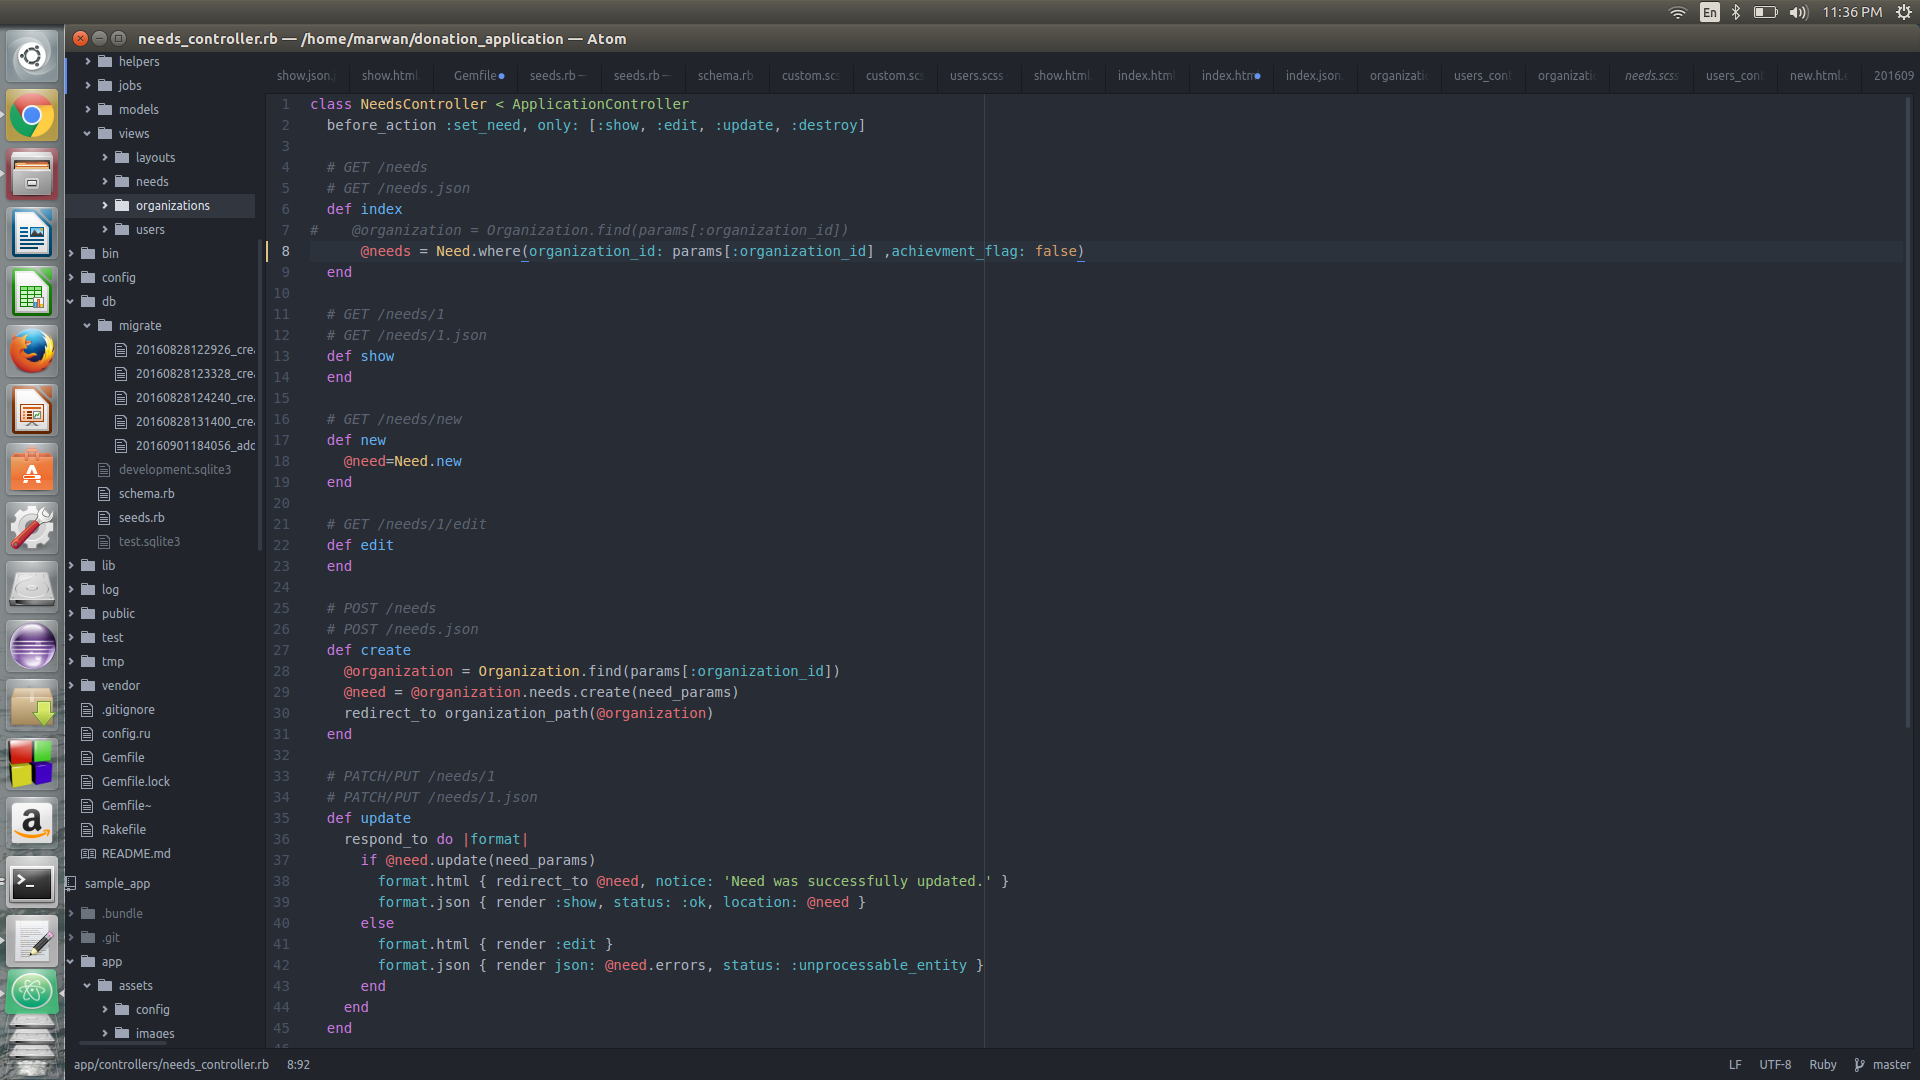 En
11:36 PM
needs_controller.rb — /home/marwan/donation_application — Atom
show.json.
show.html
Gemfile
seeds.rb —
seeds.rb —
schema.rb
custom.scs
custom.scs
users.scss
show.html
index.html
index.htm
index.json
organizatio
users_cont
organizatio
needs.scss
users_cont
new.html.e
201609
helpers
jobs
models
views
layouts
needs
organizations
users
bin
config
db
migrate
20160828122926_crea
20160828123328_crea
20160828124240_crea
20160828131400_crea
20160901184056_add
development.sqlite3
schema.rb
seeds.rb
test.sqlite3
lib
log
public
test
tmp
vendor
.gitignore
config.ru
Gemfile
Gemfile.lock
Gemfile~
Rakefile
README.md
sample_app
.bundle
.git
app
assets
config
images
1 class NeedsController < ApplicationController
2 before_action :set_need, only: [:show, :edit, :update, :destroy]
3
4 # GET /needs
5 # GET /needs.json
6 def index
7 # @organization = Organization.find(params[:organization_id])
8 @needs = Need.where(organization_id: params[:organization_id] ,achievment_flag: false)
9 end
10
11 # GET /needs/1
12 # GET /needs/1.json
13 def show
14 end
15
16 # GET /needs/new
17 def new
18 @need=Need.new
19 end
20
21 # GET /needs/1/edit
22 def edit
23 end
24
25 # POST /needs
26 # POST /needs.json
27 def create
28 @organization = Organization.find(params[:organization_id])
29 @need = @organization.needs.create(need_params)
30 redirect_to organization_path(@organization)
31 end
32
33 # PATCH/PUT /needs/1
34 # PATCH/PUT /needs/1.json
35 def update
36 respond_to do |format|
37 if @need.update(need_params)
38 format.html { redirect_to @need, notice: 'Need was successfully updated.' }
39 format.json { render :show, status: :ok, location: @need }
40 else
41 format.html { render :edit }
42 format.json { render json: @need.errors, status: :unprocessable_entity }
43 end
44 end
45 end
app/controllers/needs_controller.rb
8:92
LF
UTF-8
Ruby
master